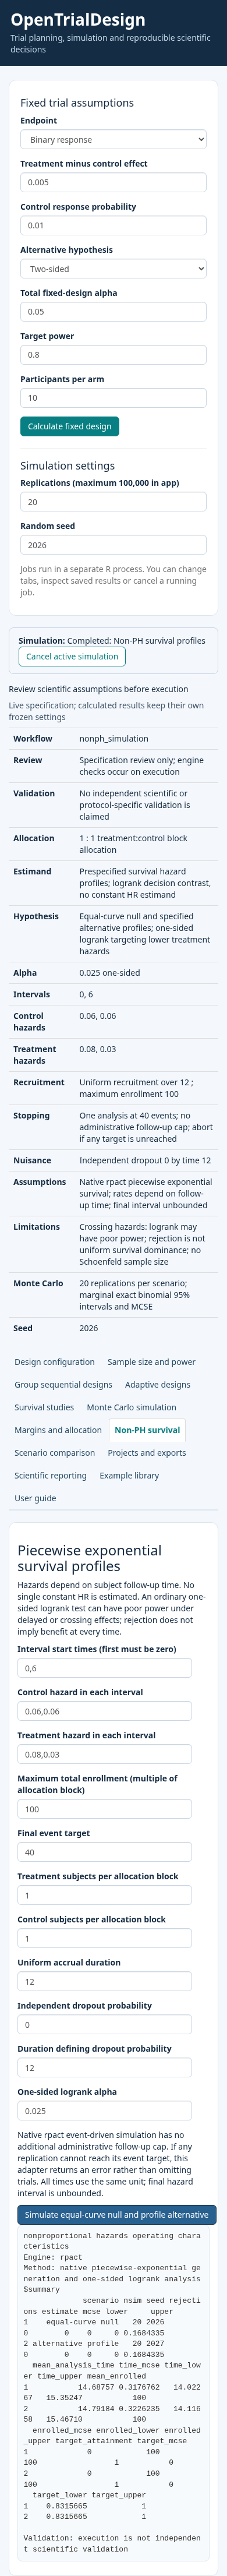 OpenTrialDesign
Trial planning, simulation and reproducible scientific
decisions
Fixed trial assumptions
Endpoint
Binary response
Treatment minus control effect
0.005
Control response probability
0.01
Alternative hypothesis
Two-sided
Total fixed-design alpha
0.05
Target power
0.8
Participants per arm
10
Calculate fixed design
Simulation settings
Replications (maximum 100,000 in app)
20
Random seed
2026
Jobs run in a separate R process. You can change
tabs, inspect saved results or cancel a running
job.
Simulation: Completed: Non-PH survival profiles
Cancel active simulation
Review scientific assumptions before execution
Live specification; calculated results keep their own
frozen settings
Workflow nonph_simulation
Review Specification review only; engine
checks occur on execution
Validation No independent scientific or
protocol-specific validation is
claimed
Allocation 1 : 1 treatment:control block
allocation
Estimand Prespecified survival hazard
profiles; logrank decision contrast,
no constant HR estimand
Hypothesis Equal-curve null and specified
alternative profiles; one-sided
logrank targeting lower treatment
hazards
Alpha 0.025 one-sided
Intervals 0, 6
Control 0.06, 0.06
hazards
Treatment 0.08, 0.03
hazards
Recruitment Uniform recruitment over 12 ;
maximum enrollment 100
Stopping One analysis at 40 events; no
administrative follow-up cap; abort
if any target is unreached
Nuisance Independent dropout 0 by time 12
Assumptions Native rpact piecewise exponential
survival; rates depend on follow-
up time; final interval unbounded
Limitations Crossing hazards: logrank may
have poor power; rejection is not
uniform survival dominance; no
Schoenfeld sample size
Monte Carlo 20 replications per scenario;
marginal exact binomial 95%
intervals and MCSE
Seed 2026
Design configuration Sample size and power
Group sequential designs Adaptive designs
Survival studies Monte Carlo simulation
Margins and allocation Non-PH survival
Scenario comparison Projects and exports
Scientific reporting Example library
User guide
Piecewise exponential
survival profiles
Hazards depend on subject follow-up time. No
single constant HR is estimated. An ordinary one-
sided logrank test can have poor power under
delayed or crossing effects; rejection does not
imply benefit at every time.
Interval start times (first must be zero)
0,6
Control hazard in each interval
0.06,0.06
Treatment hazard in each interval
0.08,0.03
Maximum total enrollment (multiple of
allocation block)
100
Final event target
40
Treatment subjects per allocation block
1
Control subjects per allocation block
1
Uniform accrual duration
12
Independent dropout probability
0
Duration defining dropout probability
12
One-sided logrank alpha
0.025
Native rpact event-driven simulation has no
additional administrative follow-up cap. If any
replication cannot reach its event target, this
adapter returns an error rather than omitting
trials. All times use the same unit; final hazard
interval is unbounded.
Simulate equal-curve null and profile alternative
nonproportional hazards operating chara
cteristics
Engine: rpact
Method: native piecewise-exponential ge
neration and one-sided logrank analysis
$summary
scenario nsim seed rejecti
ons estimate mcse lower upper
1 equal-curve null 20 2026
0 0 0 0 0.1684335
2 alternative profile 20 2027
0 0 0 0 0.1684335
mean_analysis_time time_mcse time_low
er time_upper mean_enrolled
1 14.68757 0.3176762 14.022
67 15.35247 100
2 14.79184 0.3226235 14.116
58 15.46710 100
enrolled_mcse enrolled_lower enrolled
_upper target_attainment target_mcse
1 0 100
100 1 0
2 0 100
100 1 0
target_lower target_upper
1 0.8315665 1
2 0.8315665 1
Validation: execution is not independen
t scientific validation